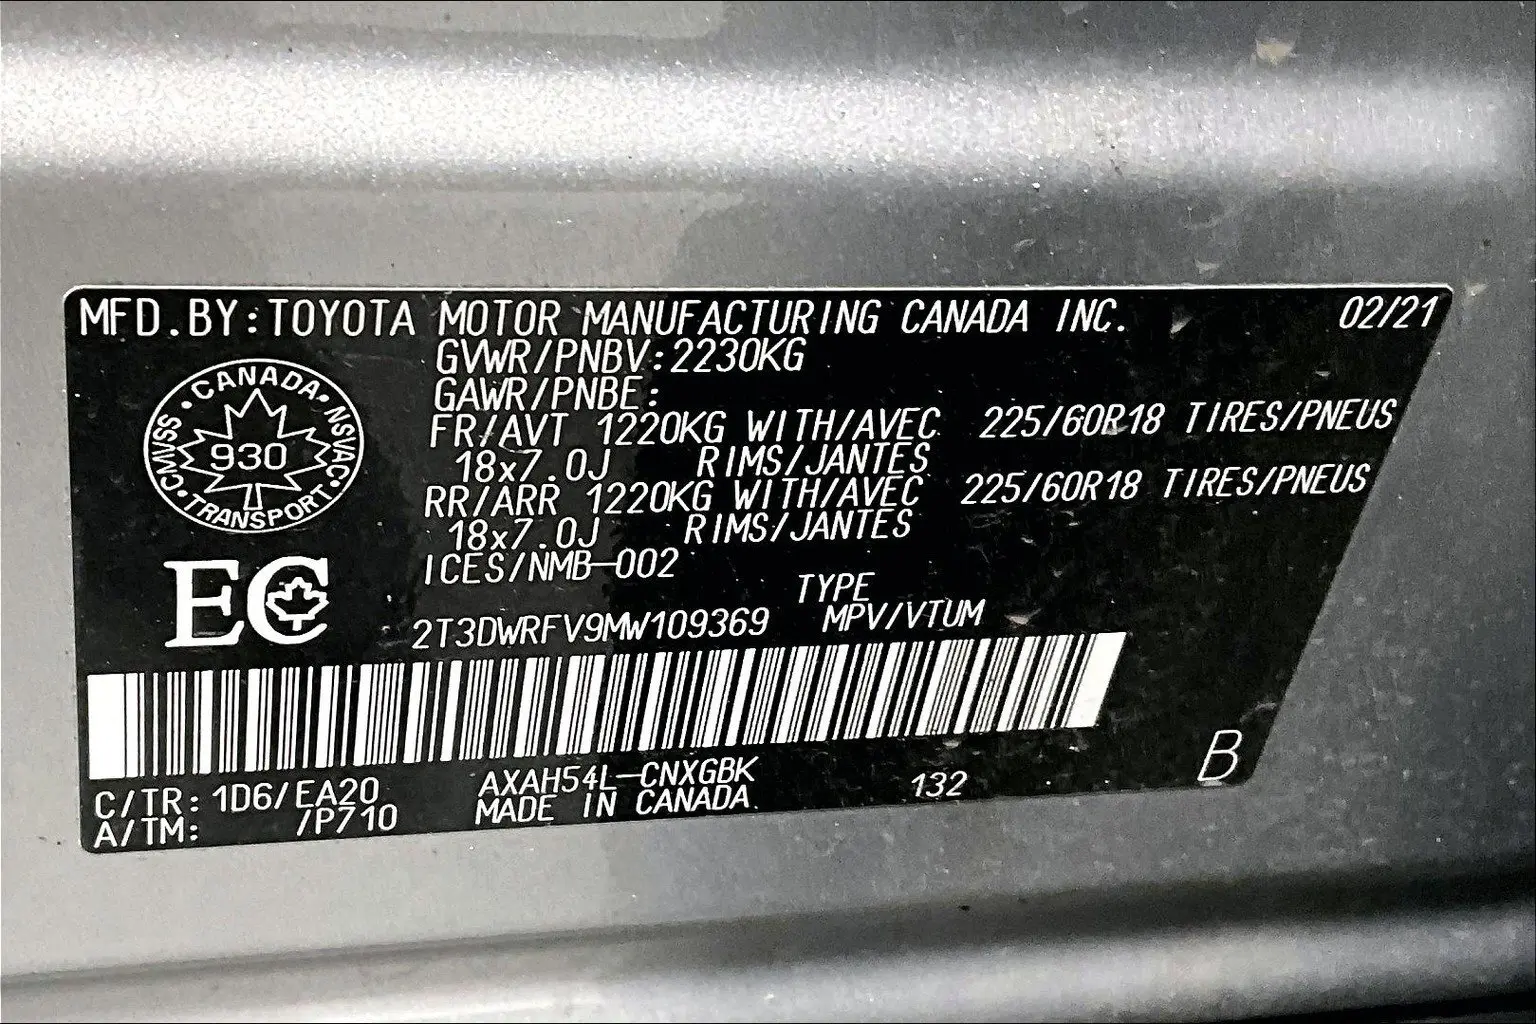 MFD.BY:TOYOTA MOTOR MANUFACTURING CANADA INC. 02/21
GVWR/PNBV:2230KG
GAWR/PNBE:
FR/AVT 1220KG WITH/AVEC 225/60R18 TIRES/PNEUS
18x7.0J RIMS/JANTES
RR/ARR 1220KG WITH/AVEC 225/60R18 TIRES/PNEUS
18x7.0J RIMS/JANTES
ICES/NMB-002
CANADA • NSVAC • TRANSPORT • CMVSS •
930
EC
TYPE
2T3DWRFV9MW109369 MPV/VTUM
C/TR: 1D6/EA20 AXAH54L-CNXGBK 132 B
A/TM: /P710 MADE IN CANADA